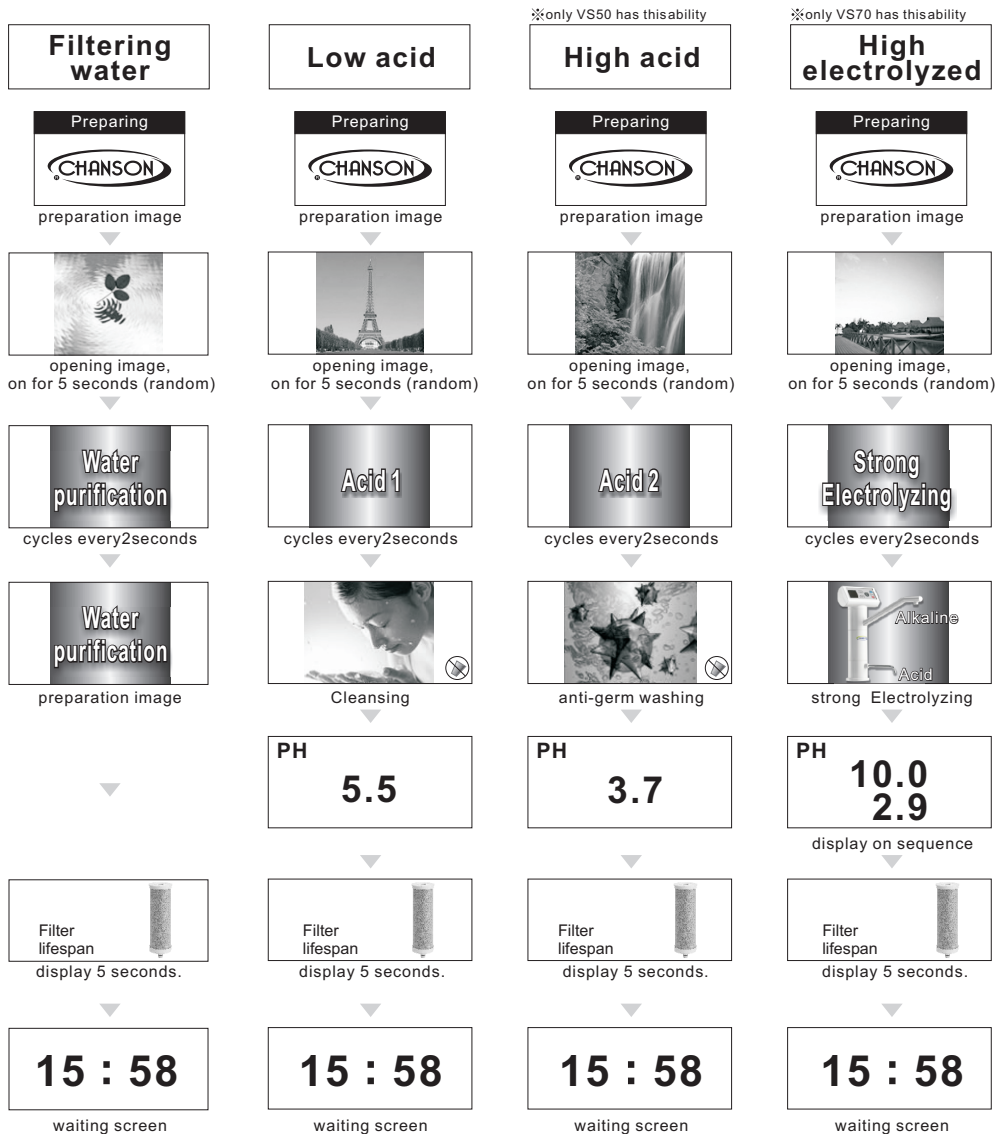 ※only VS50 has thisability
※only VS70 has thisability
Filtering
water
Low acid
High acid
High
electrolyzed
Preparing
Preparing
Preparing
Preparing
CHANSON
®
CHANSON
®
CHANSON
®
CHANSON
®
preparation image
preparation image
preparation image
preparation image
opening image,
on for 5 seconds (random)
opening image,
on for 5 seconds (random)
opening image,
on for 5 seconds (random)
opening image,
on for 5 seconds (random)
Water
purification
Acid 1
Acid 2
Strong
Electrolyzing
cycles every2seconds
cycles every2seconds
cycles every2seconds
cycles every2seconds
Water
purification
Alkaline
Acid
preparation image
Cleansing
anti-germ washing
strong Electrolyzing
PH
5.5
PH
3.7
PH
10.0
2.9
display on sequence
Filter
lifespan
Filter
lifespan
Filter
lifespan
Filter
lifespan
display 5 seconds.
display 5 seconds.
display 5 seconds.
display 5 seconds.
15 : 58
15 : 58
15 : 58
15 : 58
waiting screen
waiting screen
waiting screen
waiting screen